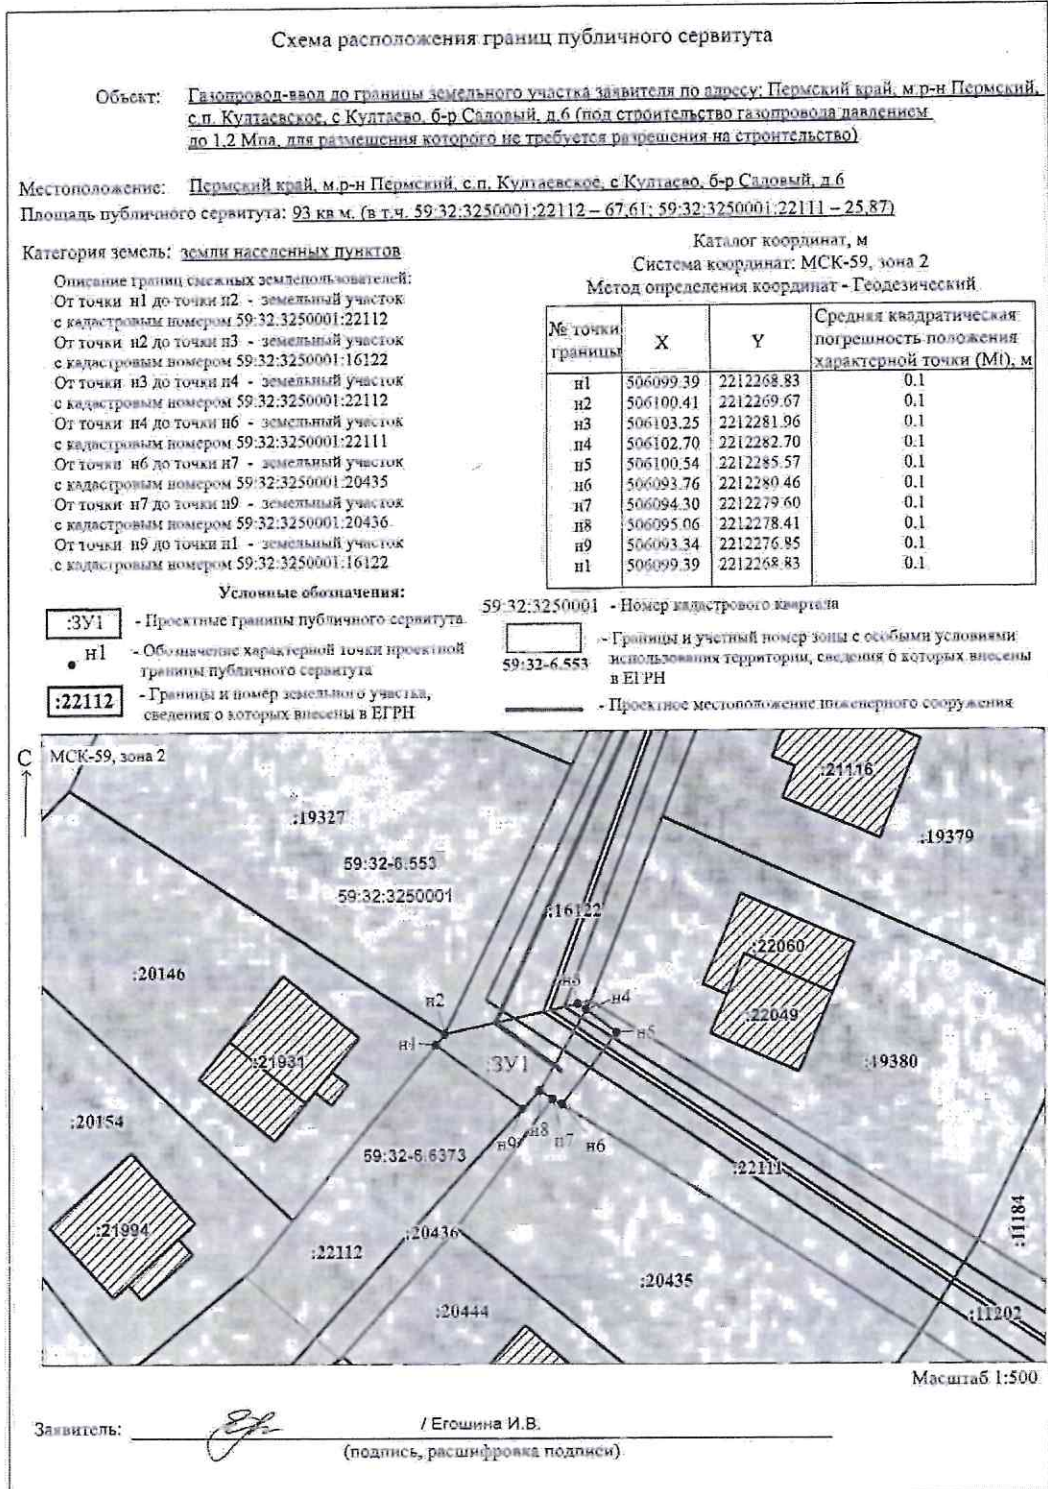 Схема расположения границ публичного сервитута
Объект: Газопровод-ввод до границы земельного участка заявителя по адресу: Пермский край, м.р-н Пермский,
с.п. Култаевское, с Култаево, б-р Садовый, д.6 (под строительство газопровода давлением
до 1,2 Мпа, для размещения которого не требуется разрешения на строительство)
Местоположение: Пермский край, м.р-н Пермский, с.п. Култаевское, с Култаево, б-р Садовый, д.6
Площадь публичного сервитута: 93 кв м. (в т.ч. 59:32:3250001:22112 – 67,61; 59:32:3250001:22111 – 25,87)
Категория земель: земли населенных пунктов
Описание границ смежных землепользователей:
От точки н1 до точки н2 - земельный участок
с кадастровым номером 59:32:3250001:22112
От точки н2 до точки н3 - земельный участок
с кадастровым номером 59:32:3250001:16122
От точки н3 до точки н4 - земельный участок
с кадастровым номером 59:32:3250001:22112
От точки н4 до точки н6 - земельный участок
с кадастровым номером 59:32:3250001:22111
От точки н6 до точки н7 - земельный участок
с кадастровым номером 59:32:3250001:20435
От точки н7 до точки н9 - земельный участок
с кадастровым номером 59:32:3250001:20436
От точки н9 до точки н1 - земельный участок
с кадастровым номером 59:32:3250001:16122
Каталог координат, м
Система координат: МСК-59, зона 2
Метод определения координат - Геодезический
№ точки границы X Y Средняя квадратическая погрешность положения характерной точки (Mt), м
н1 506099.39 2212268.83 0.1
н2 506100.41 2212269.67 0.1
н3 506103.25 2212281.96 0.1
н4 506102.70 2212282.70 0.1
н5 506100.54 2212285.57 0.1
н6 506093.76 2212280.46 0.1
н7 506094.30 2212279.60 0.1
н8 506095.06 2212278.41 0.1
н9 506093.34 2212276.85 0.1
н1 506099.39 2212268.83 0.1
Условные обозначения:
:ЗУ1 - Проектные границы публичного сервитута
н1 - Обозначение характерной точки проектной
границы публичного сервитута
:22112 - Границы и номер земельного участка,
сведения о которых внесены в ЕГРН
59:32:3250001 - Номер кадастрового квартала
59:32-6.553 - Границы и учетный номер зоны с особыми условиями
использования территории, сведения о которых внесены
в ЕГРН
- Проектное местоположение инженерного сооружения
С
МСК-59, зона 2
:21116
:19327
:19379
59:32-6.553
59:32:3250001
:16122
:22060
:20146
н3
н4
н2
:22049
н5
н1
:ЗУ1
:21931
:19380
:20154
н8
н9
н7
н6
59:32-6.6373
:22111
:11184
:21994
:20436
:22112
:20435
:20444
:11202
Масштаб 1:500
Заявитель: / Егошина И.В.
(подпись, расшифровка подписи)